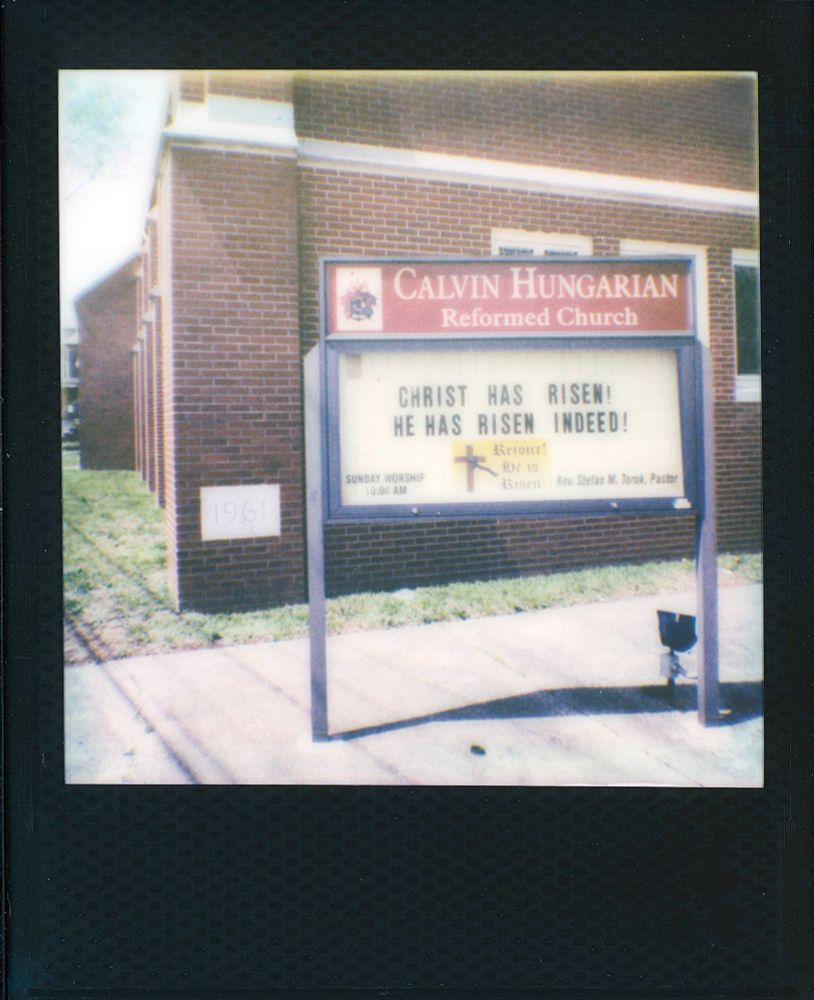 CALVIN HUNGARIAN
Reformed Church
CHRIST HAS RISEN!
HE HAS RISEN INDEED!
Rejoice!
He is
Risen
SUNDAY WORSHIP
10:00 AM
Rev. Stefan M. Torok, Pastor
1961